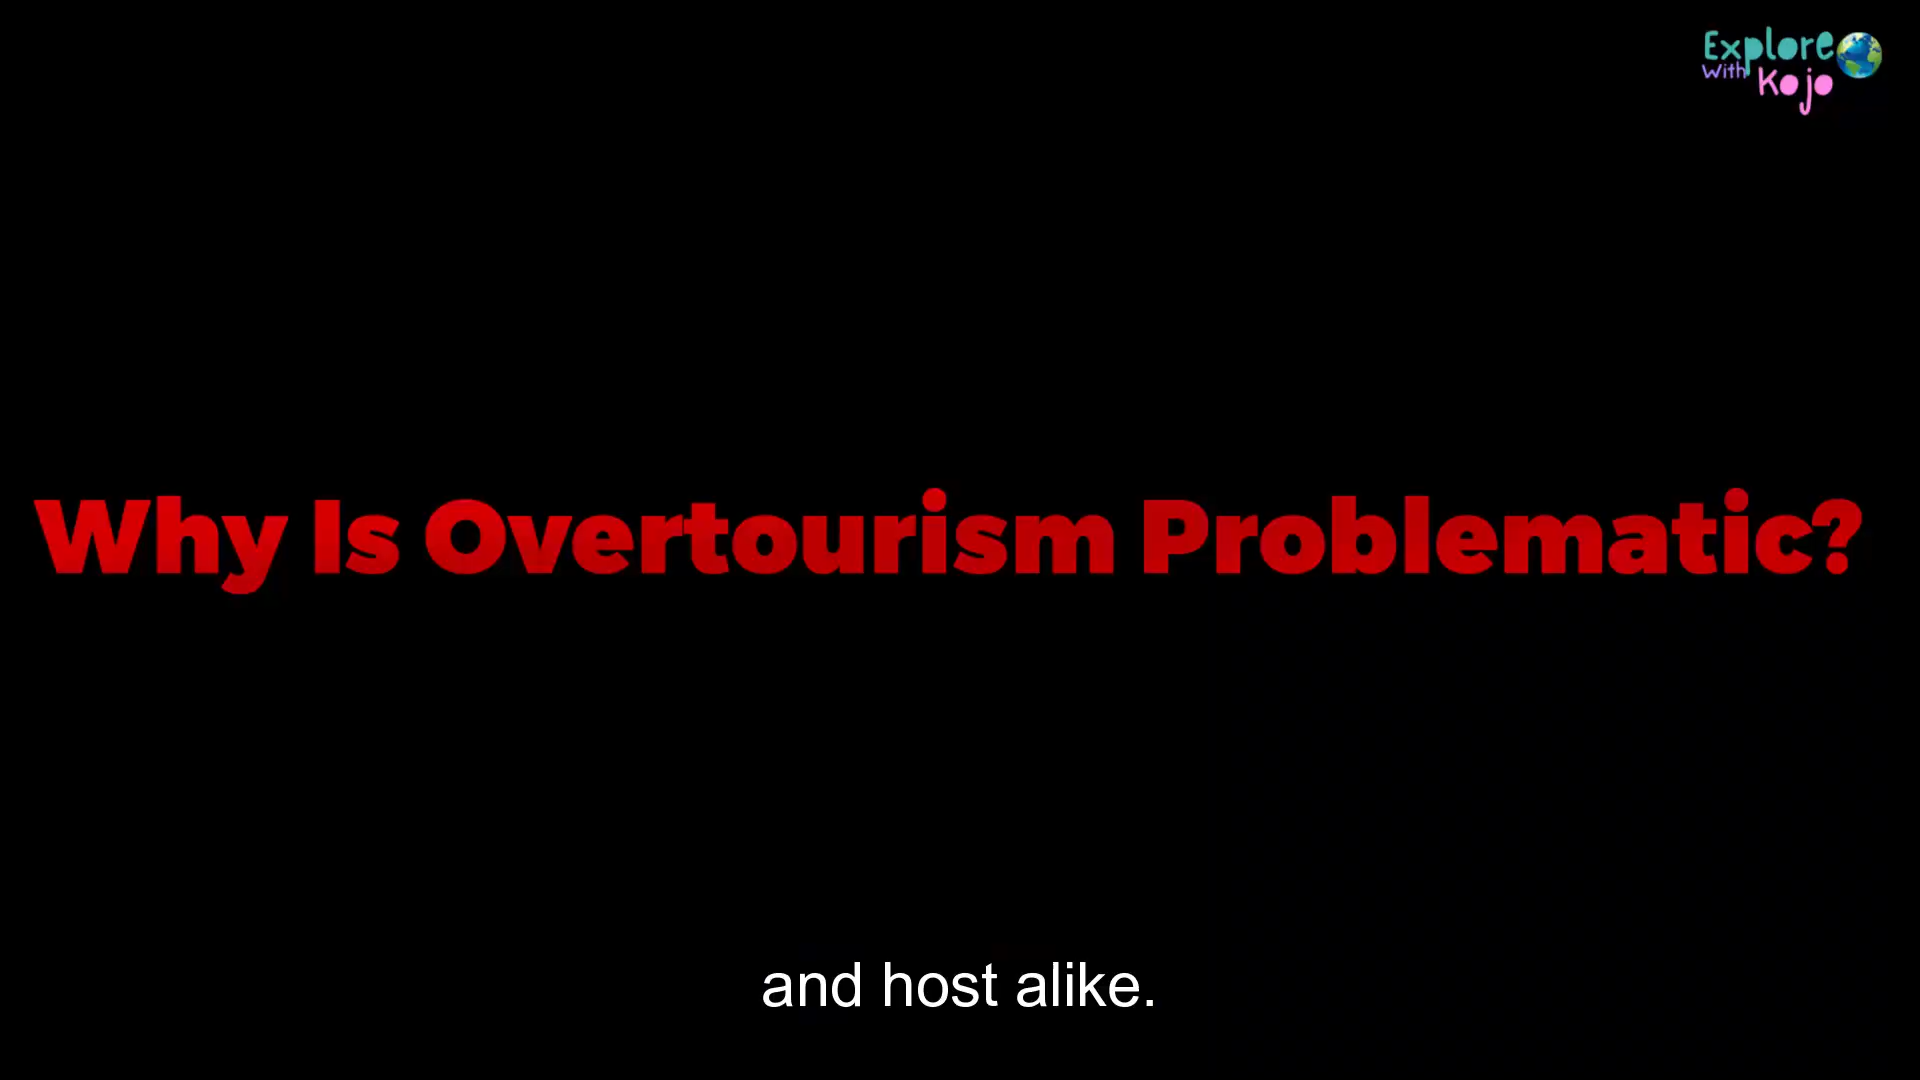 Explore
With Kojo
Why Is Overtourism Problematic?
and host alike.